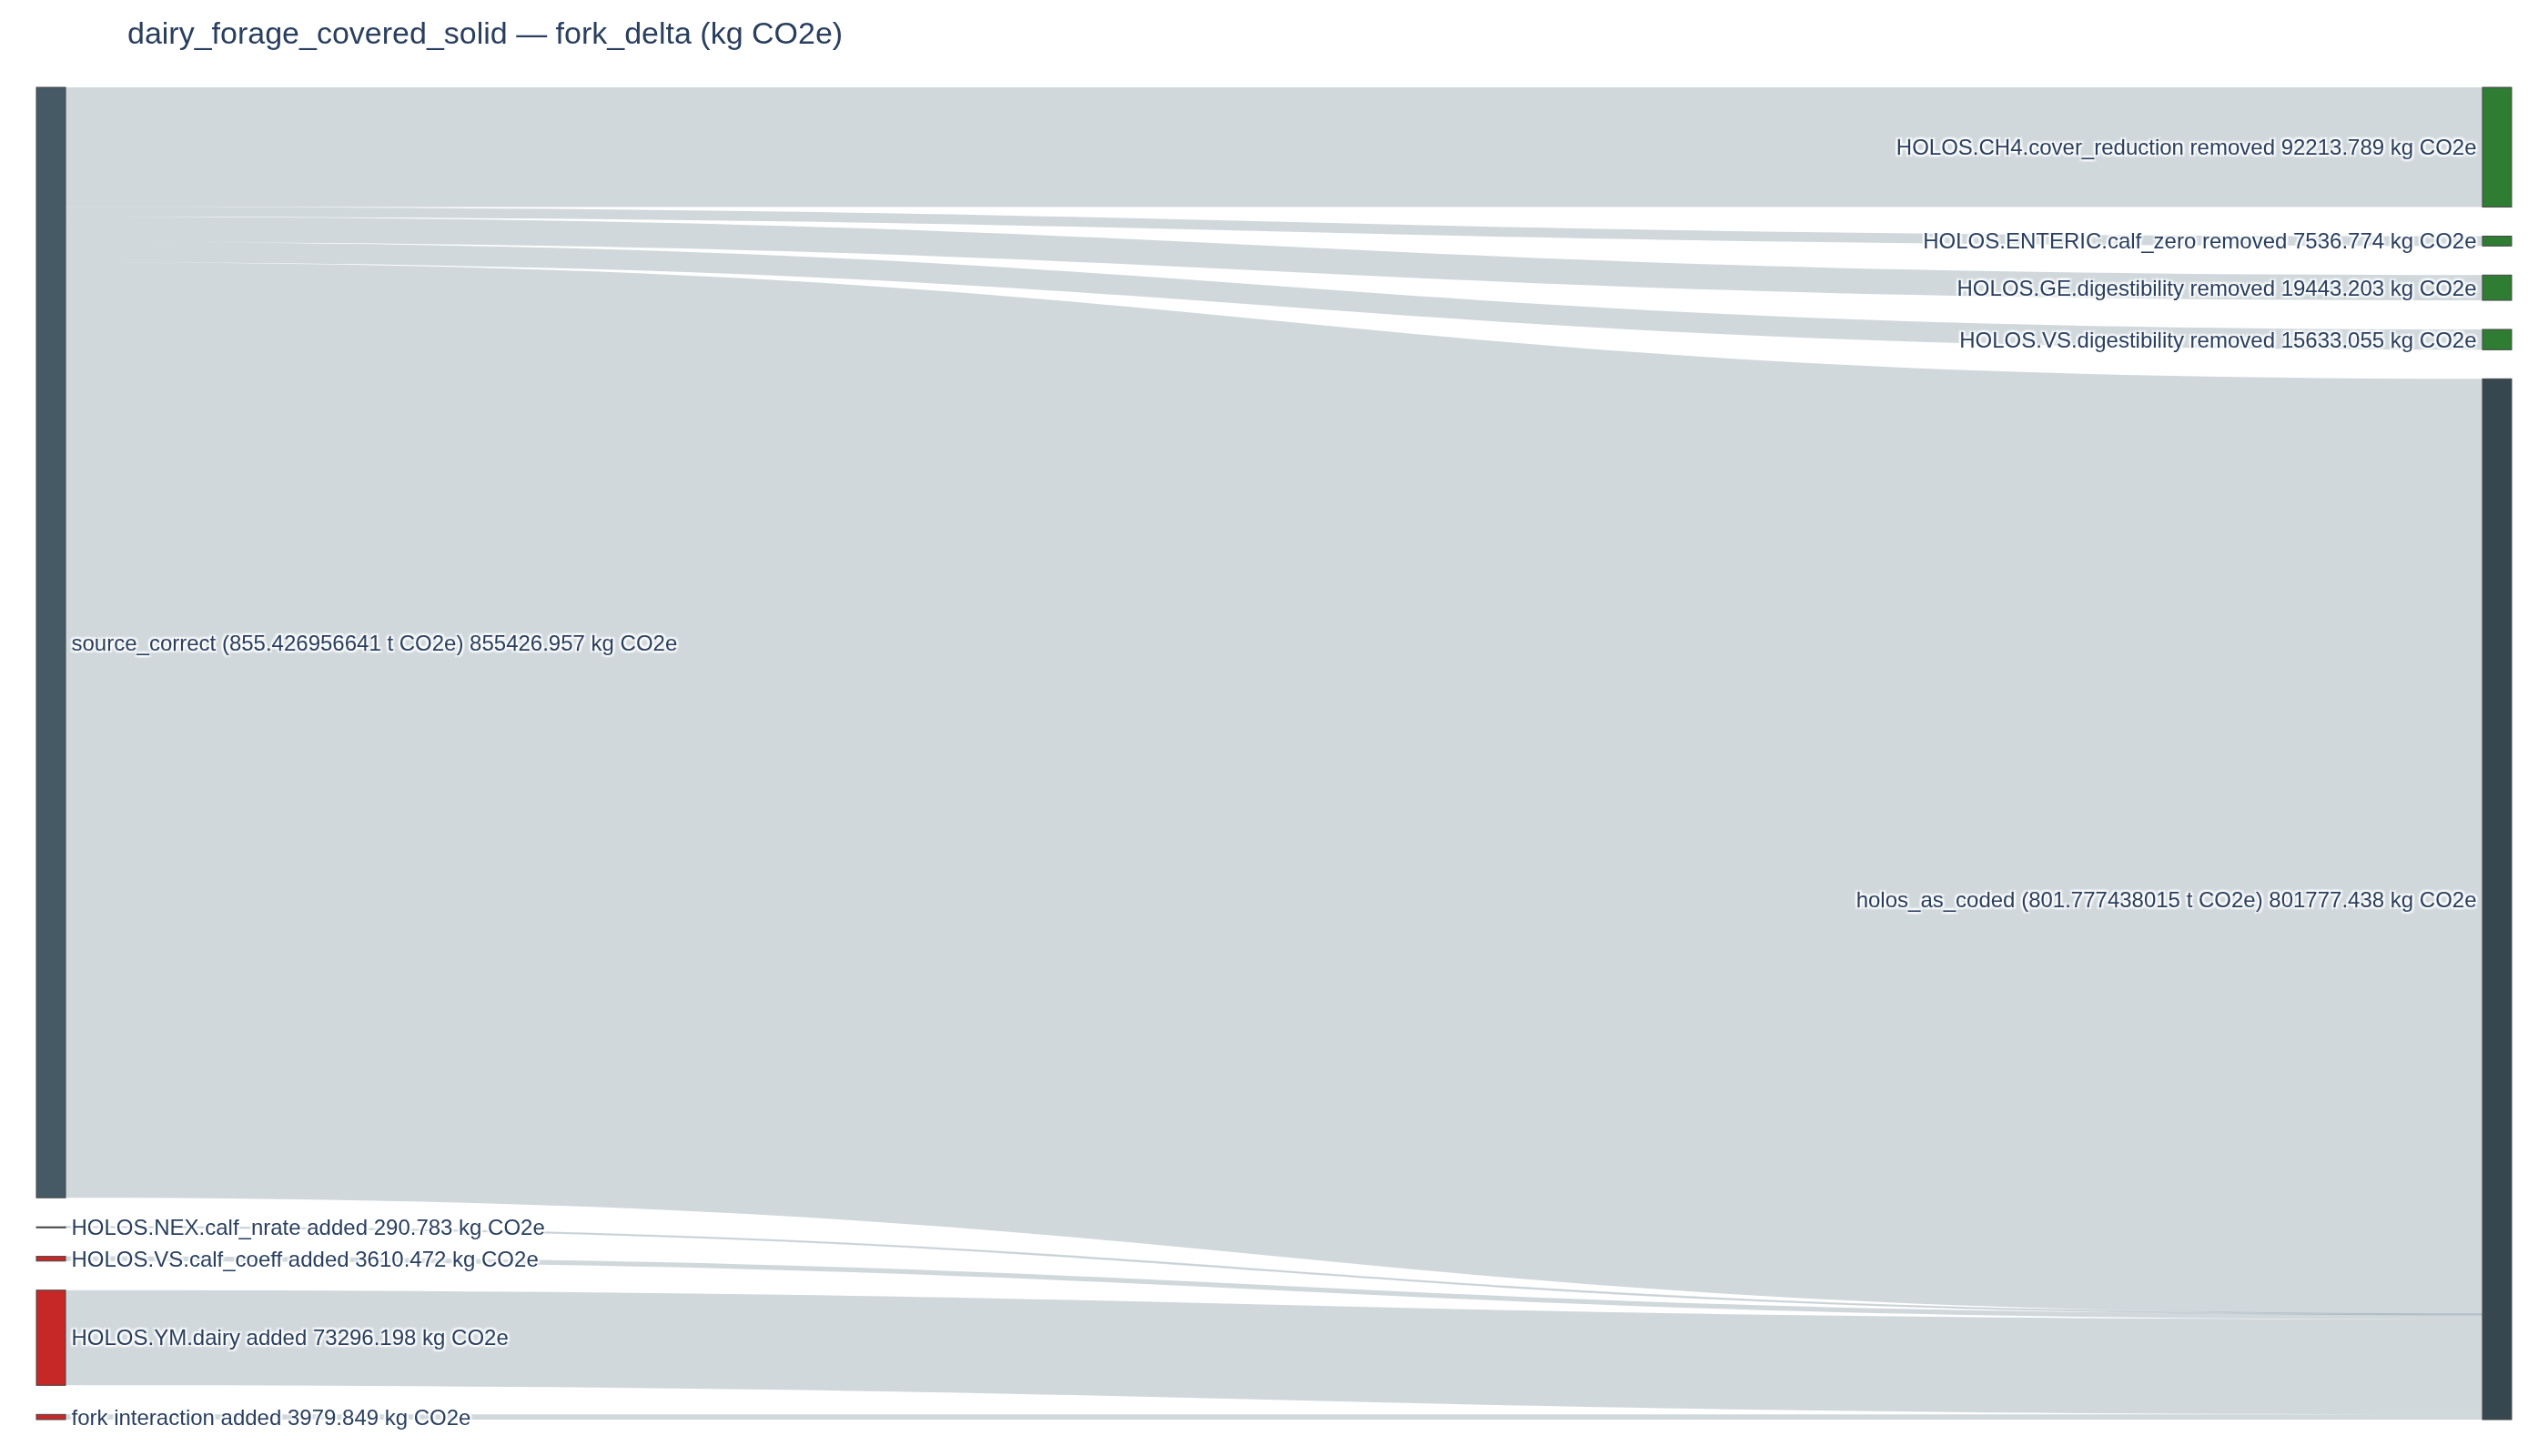 dairy_forage_covered_solid — fork_delta (kg CO2e)
HOLOS.CH4.cover_reduction removed 92213.789 kg CO2e
HOLOS.ENTERIC.calf_zero removed 7536.774 kg CO2e
HOLOS.GE.digestibility removed 19443.203 kg CO2e
HOLOS.VS.digestibility removed 15633.055 kg CO2e
source_correct (855.426956641 t CO2e) 855426.957 kg CO2e
holos_as_coded (801.777438015 t CO2e) 801777.438 kg CO2e
HOLOS.NEX.calf_nrate added 290.783 kg CO2e
HOLOS.VS.calf_coeff added 3610.472 kg CO2e
HOLOS.YM.dairy added 73296.198 kg CO2e
fork interaction added 3979.849 kg CO2e